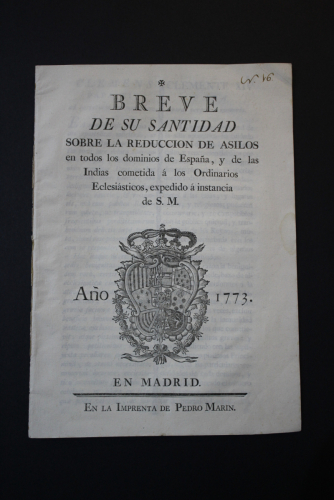 N. 16
✠
BREVE
DE SU SANTIDAD
SOBRE LA REDUCCION DE ASILOS
en todos los dominios de España, y de las
Indias cometida á los Ordinarios
Eclesiásticos, expedido á instancia
de S. M.
Año 1773.
EN MADRID.
EN LA IMPRENTA DE PEDRO MARIN.